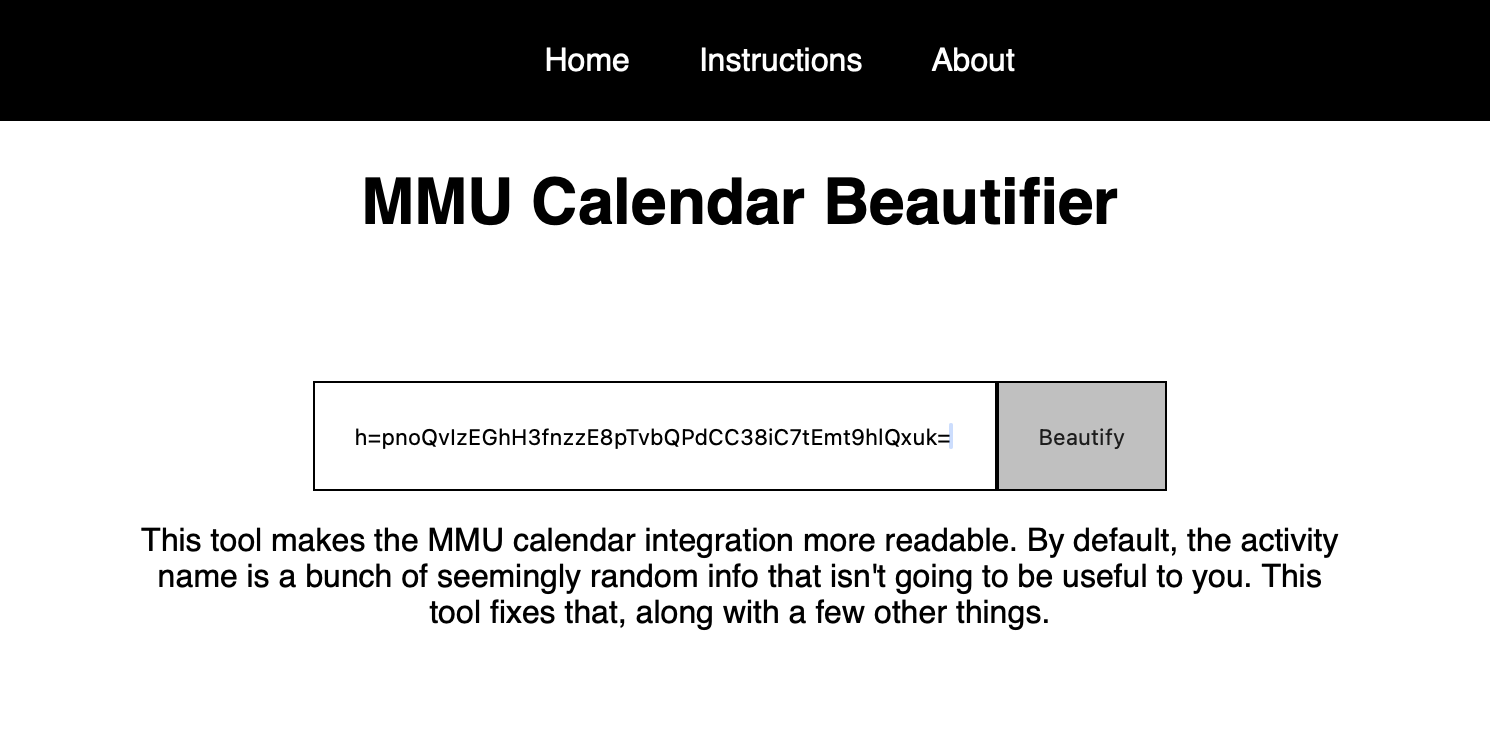 Home Instructions About
MMU Calendar Beautifier
h=pnoQvIzEGhH3fnzzE8pTvbQPdCC38iC7tEmt9hlQxuk= Beautify
This tool makes the MMU calendar integration more readable. By default, the activity
name is a bunch of seemingly random info that isn't going to be useful to you. This
tool fixes that, along with a few other things.